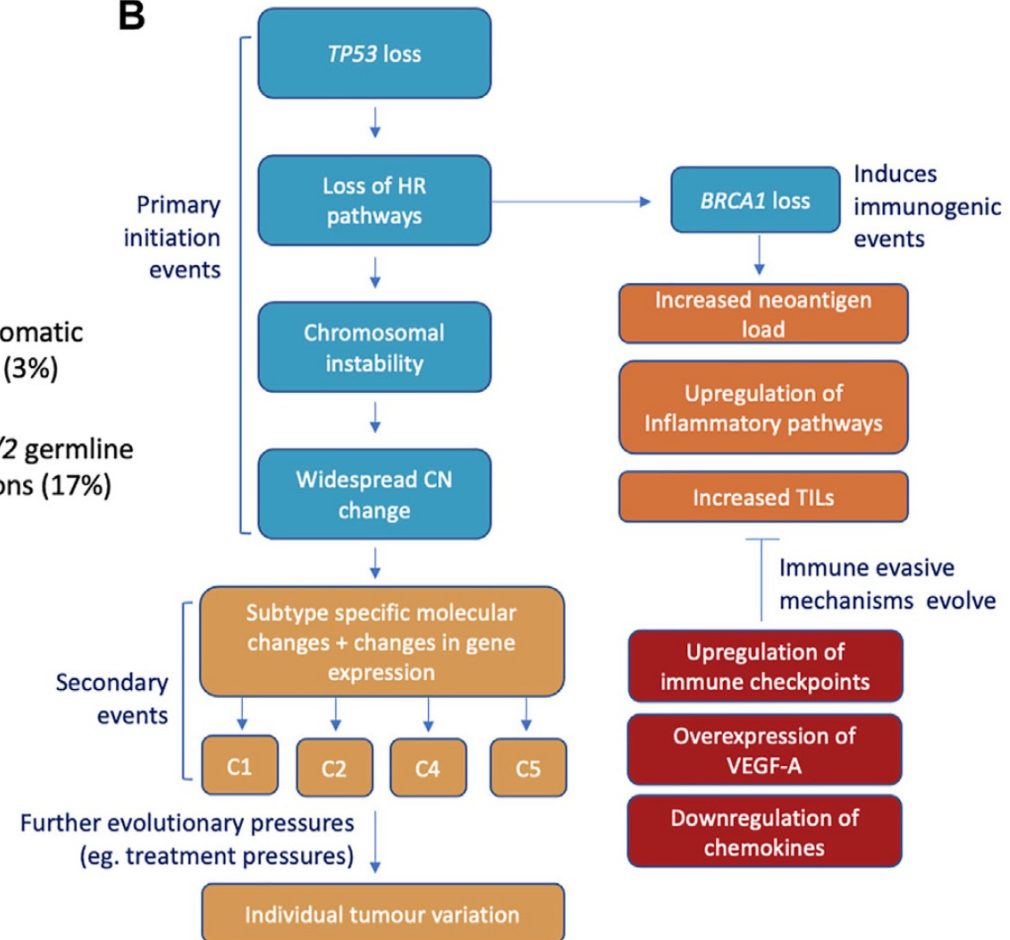 B
TP53 loss
Loss of HR
pathways
Chromosomal
instability
Widespread CN
change
Primary
initiation
events
BRCA1 loss
Induces
immunogenic
events
Increased neoantigen
load
Upregulation of
Inflammatory pathways
Increased TILs
Immune evasive
mechanisms evolve
Upregulation of
immune checkpoints
Overexpression of
VEGF-A
Downregulation of
chemokines
omatic
(3%)
/2 germline
ons (17%)
Subtype specific molecular
changes + changes in gene
expression
Secondary
events
C1
C2
C4
C5
Further evolutionary pressures
(eg. treatment pressures)
Individual tumour variation